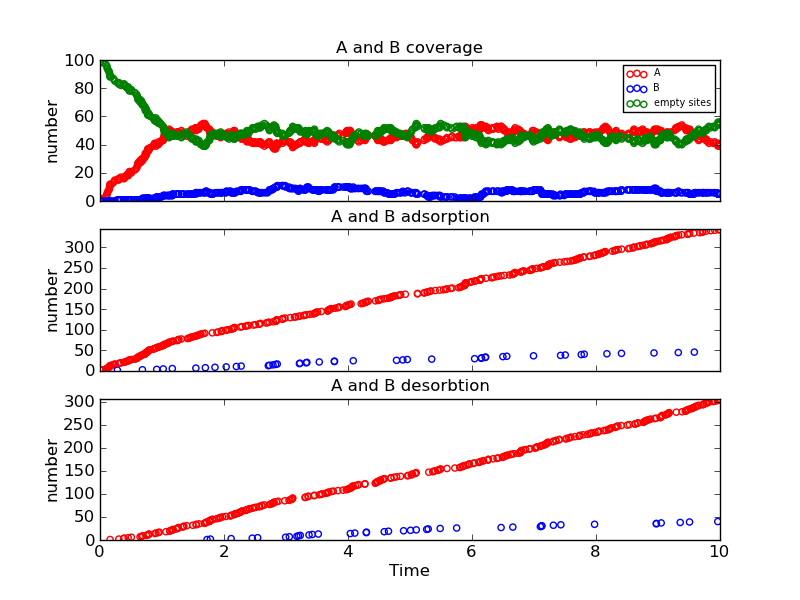 A and B coverage
100
80
60
40
20
0
number
A
B
empty sites
A and B adsorption
300
250
200
150
100
50
0
number
A and B desorbtion
300
250
200
150
100
50
0
number
0 2 4 6 8 10
Time